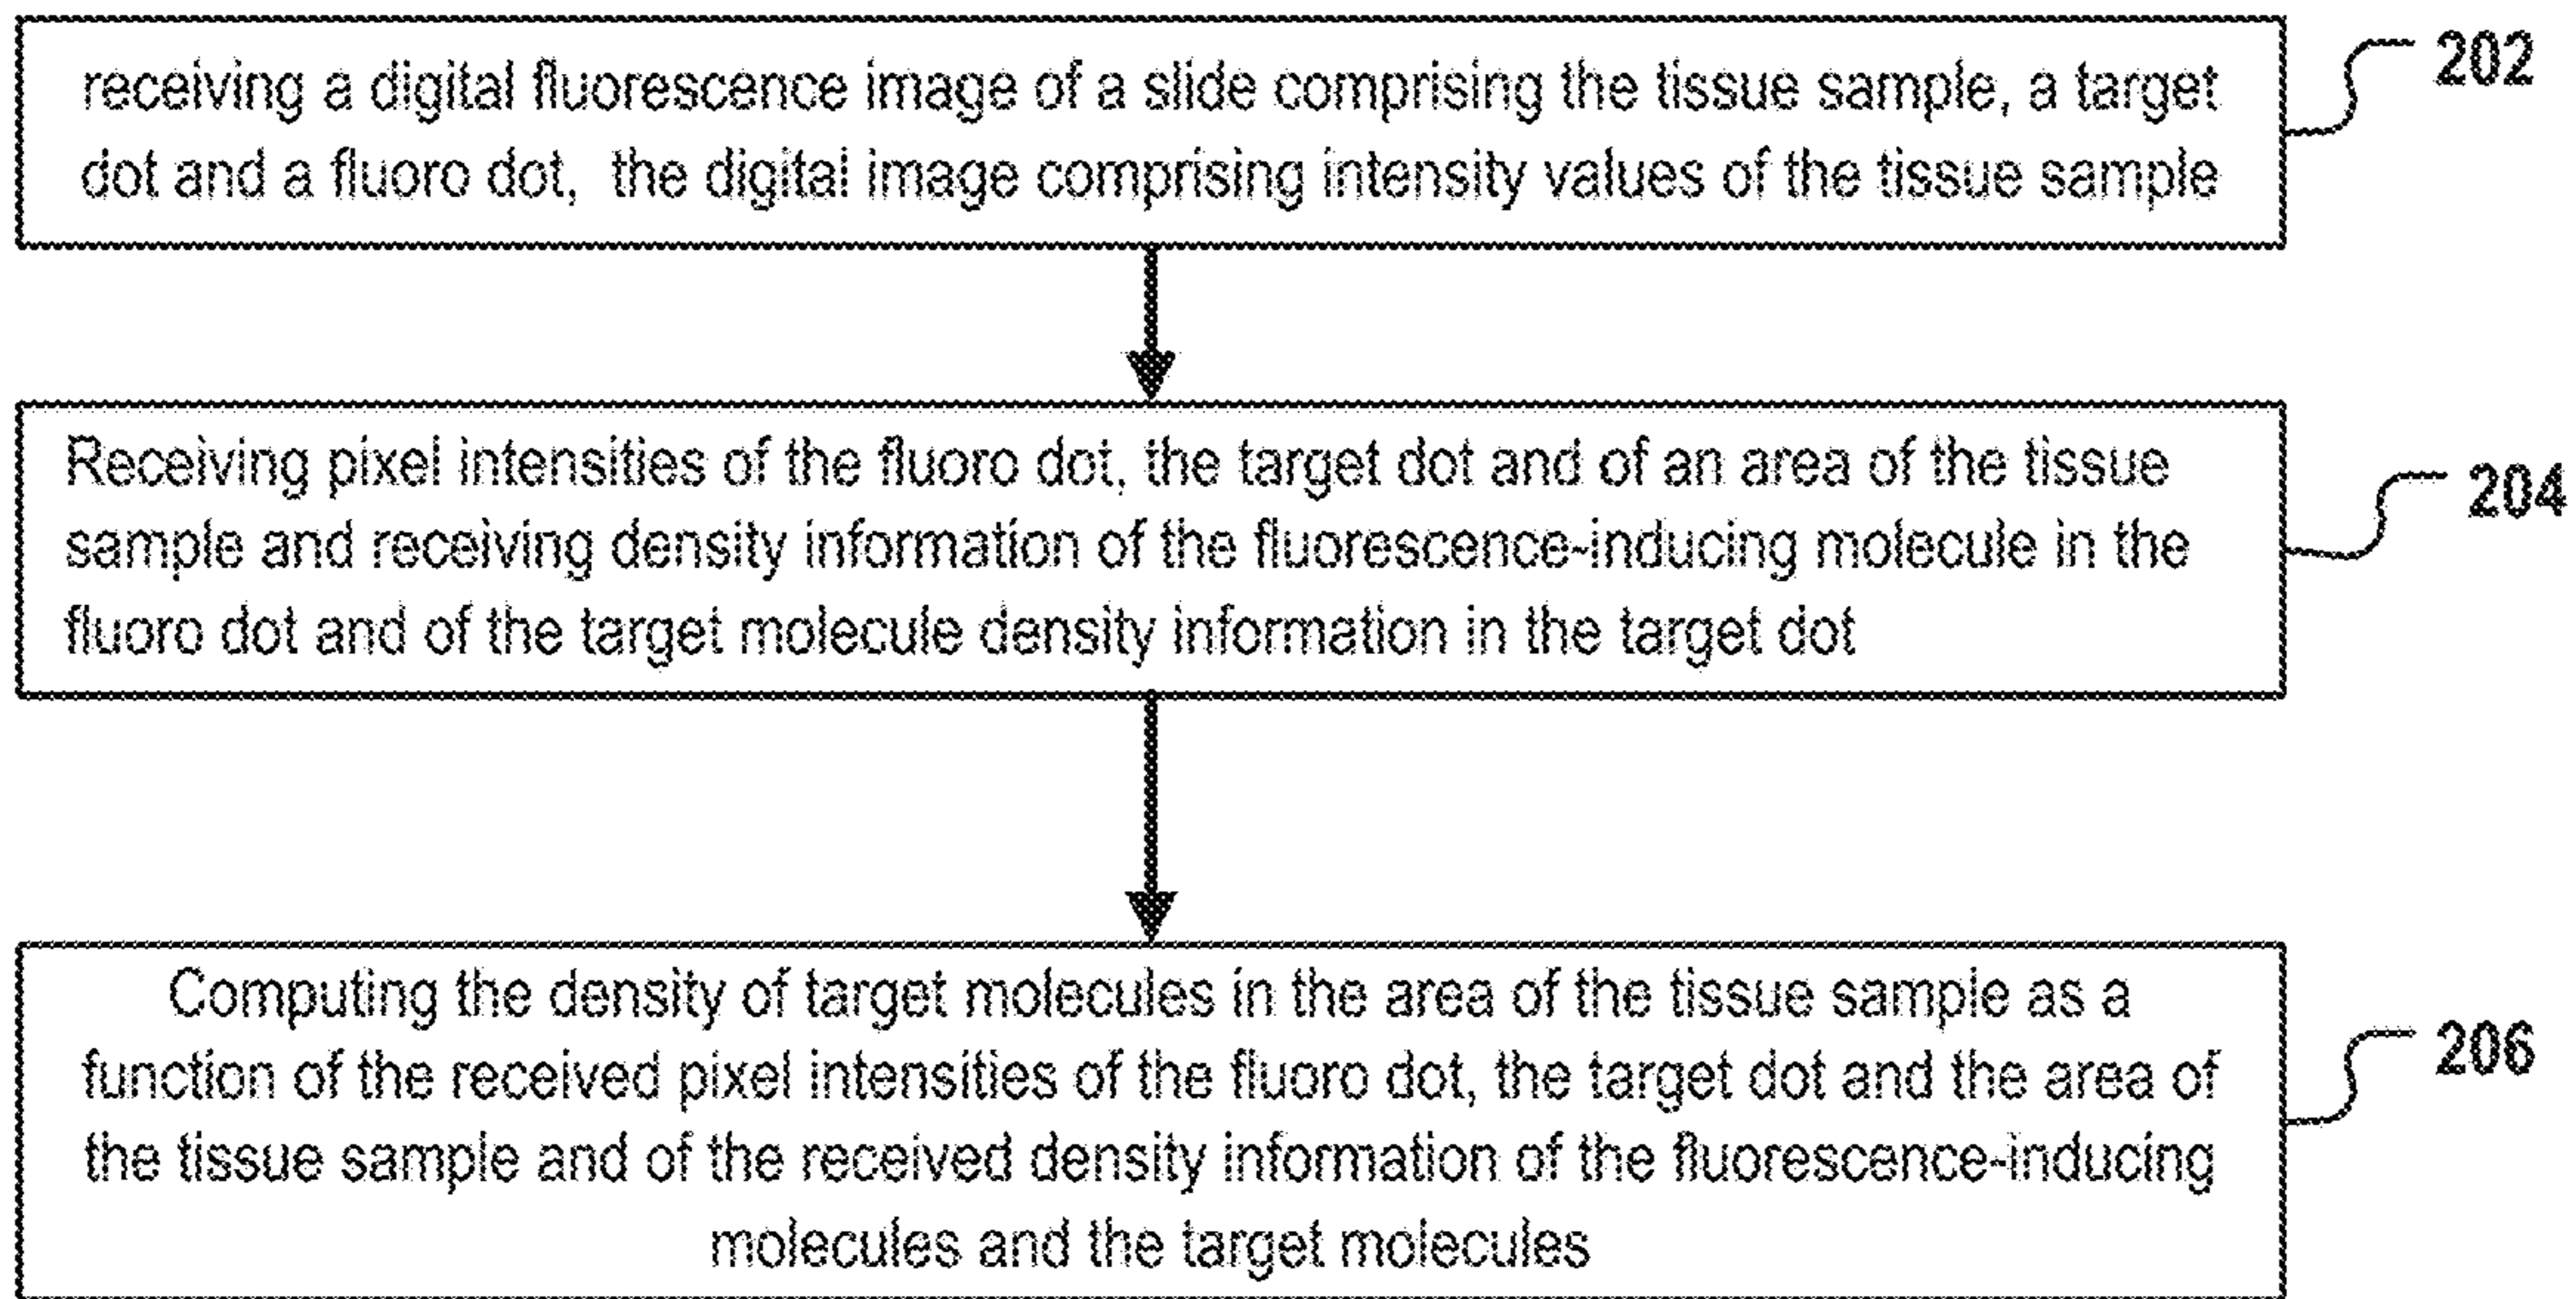 receiving a digital fluorescence image of a slide comprising the tissue sample, a target
dot and a fluoro dot, the digital image comprising intensity values of the tissue sample
202
Receiving pixel intensities of the fluoro dot, the target dot and of an area of the tissue
sample and receiving density information of the fluorescence-inducing molecule in the
fluoro dot and of the target molecule density information in the target dot
204
Computing the density of target molecules in the area of the tissue sample as a
function of the received pixel intensities of the fluoro dot, the target dot and the area of
the tissue sample and of the received density information of the fluorescence-inducing
molecules and the target molecules
206